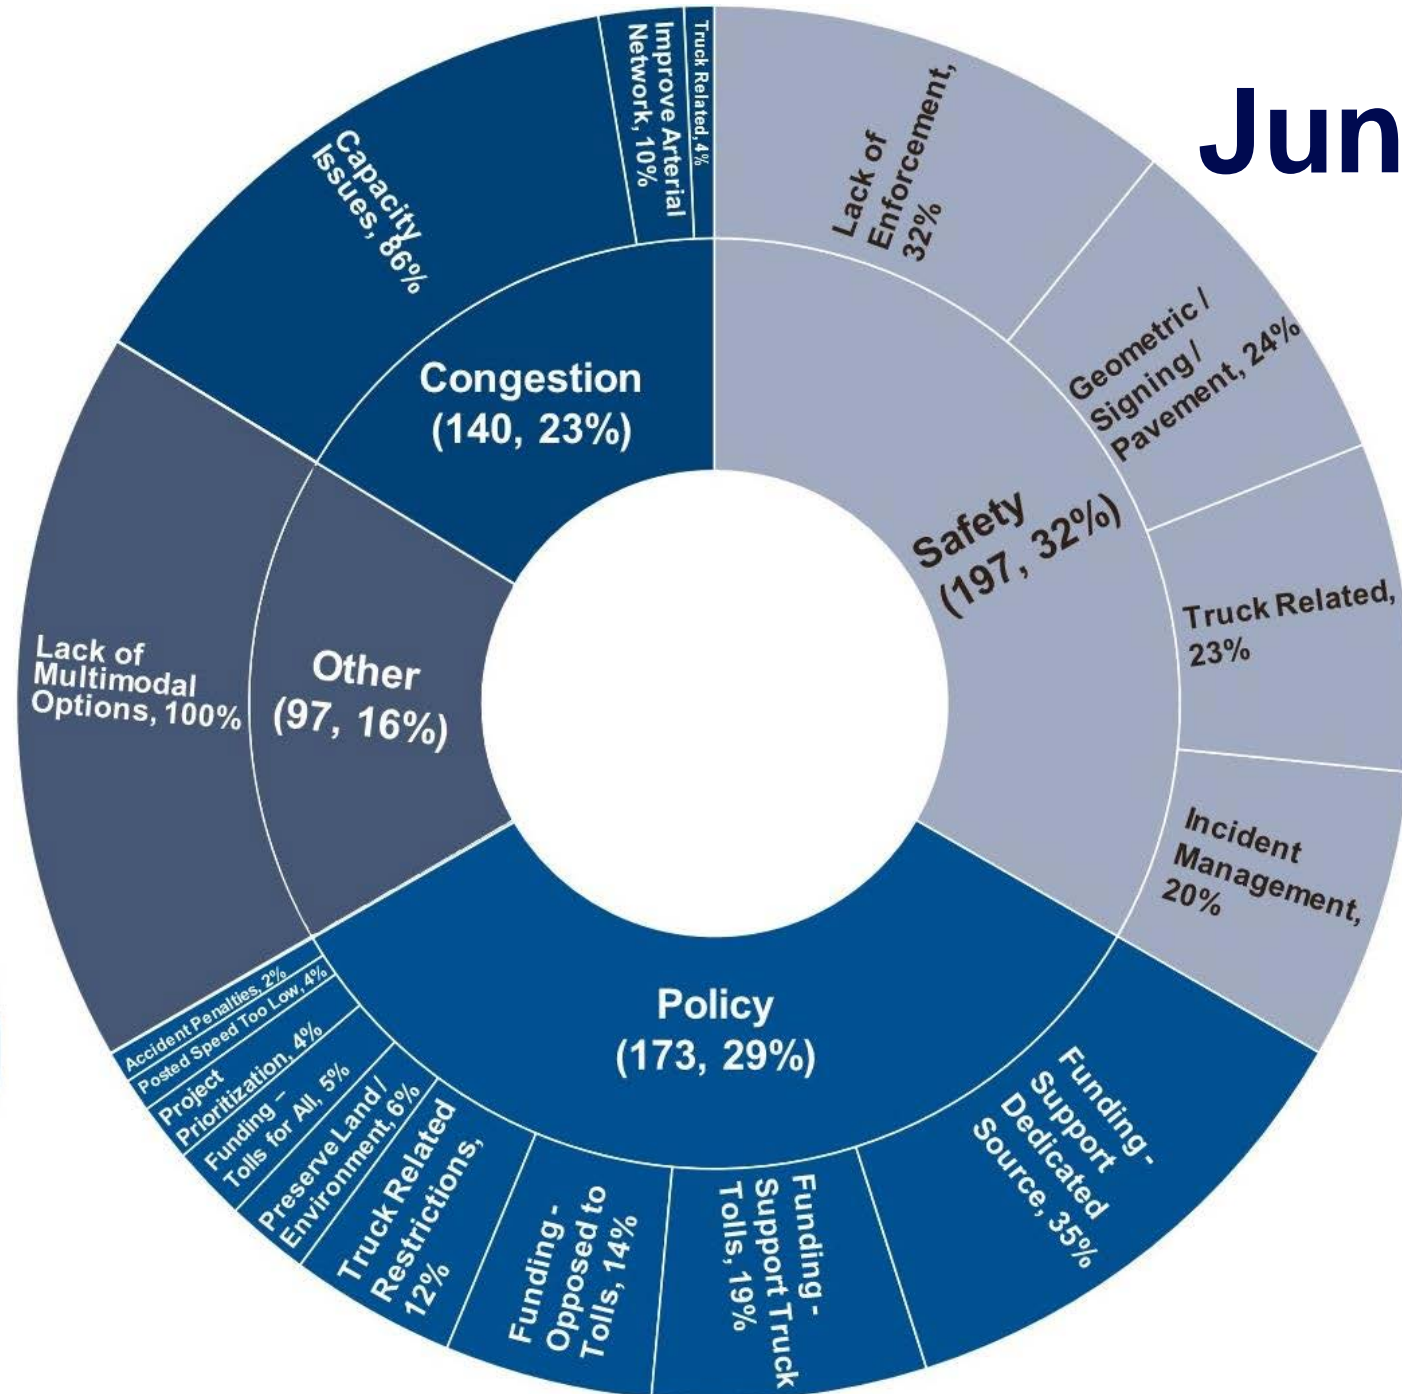 Jun
Truck Related, 4%
Improve Arterial
Network, 10%
Capacity
Issues, 86%
Congestion
(140, 23%)
Lack of
Enforcement,
32%
Geometric /
Signing /
Pavement, 24%
Safety
(197, 32%)
Truck Related,
23%
Incident
Management,
20%
Lack of
Multimodal
Options, 100%
Other
(97, 16%)
Policy
(173, 29%)
Accident Penalties, 2%
Posted Speed Too Low, 4%
Project
Prioritization, 4%
Funding –
Tolls for All, 5%
Preserve Land /
Environment, 6%
Truck Related
Restrictions,
12%
Funding -
Opposed to
Tolls, 14%
Funding -
Support Truck
Tolls, 19%
Funding -
Support
Dedicated
Source, 35%